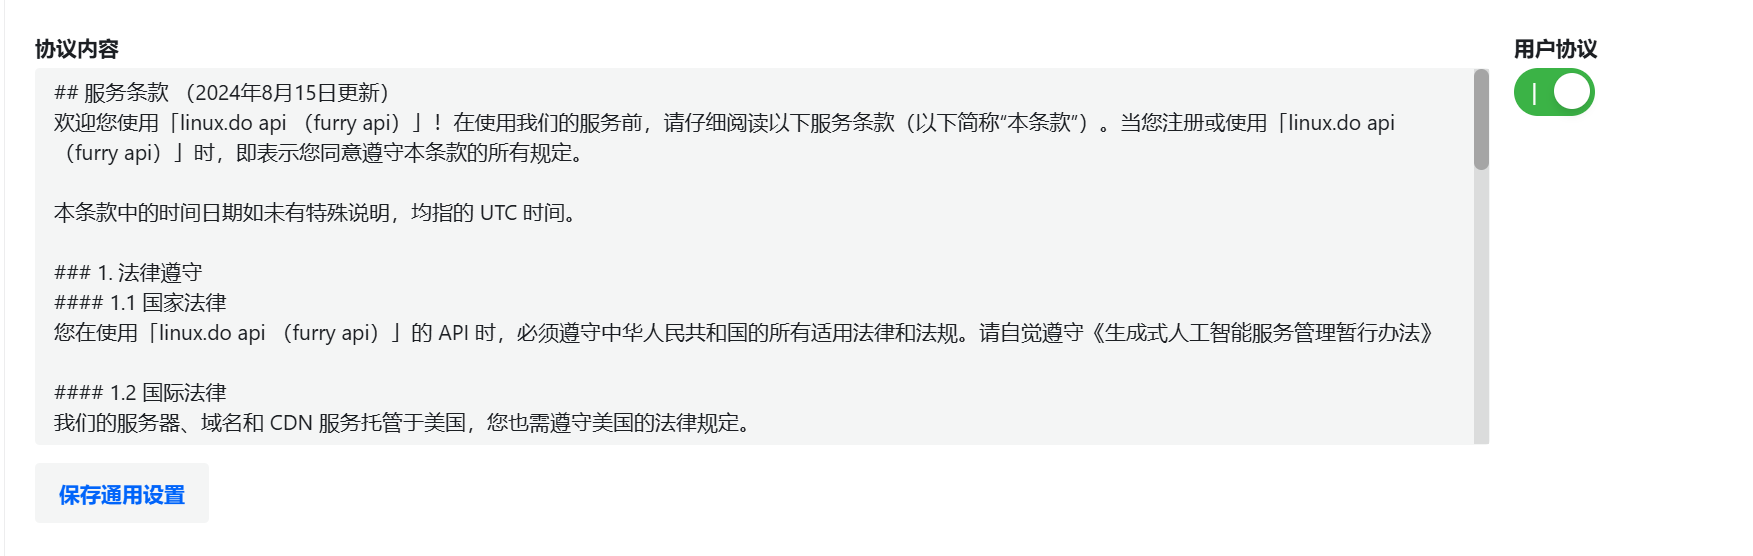 协议内容
用户协议
## 服务条款 （2024年8月15日更新）
欢迎您使用「linux.do api （furry api）」！在使用我们的服务前，请仔细阅读以下服务条款（以下简称“本条款”）。当您注册或使用「linux.do api
（furry api）」时，即表示您同意遵守本条款的所有规定。
本条款中的时间日期如未有特殊说明，均指的 UTC 时间。
### 1. 法律遵守
#### 1.1 国家法律
您在使用「linux.do api （furry api）」的 API 时，必须遵守中华人民共和国的所有适用法律和法规。请自觉遵守《生成式人工智能服务管理暂行办法》
#### 1.2 国际法律
我们的服务器、域名和 CDN 服务托管于美国，您也需遵守美国的法律规定。
保存通用设置